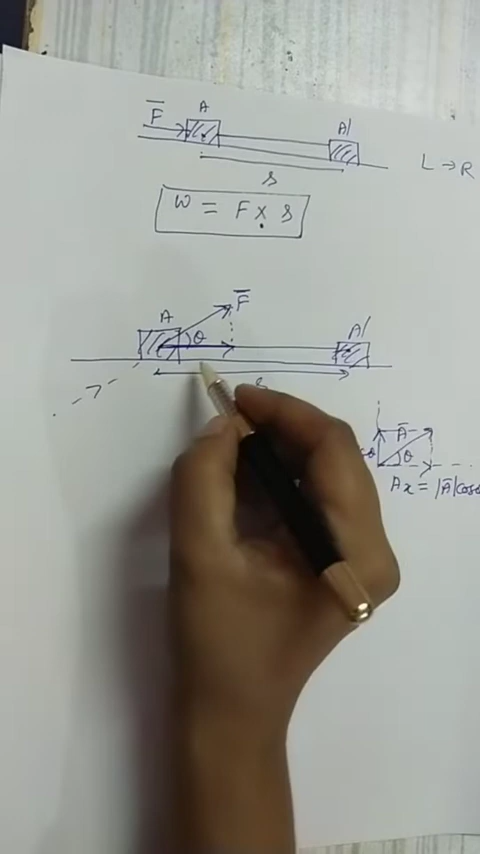 A
F̅
A|
s
L → R
W = F × s
F̅
A
θ
A|
s
A̅
θ
θ
Ax = |A̅|cos